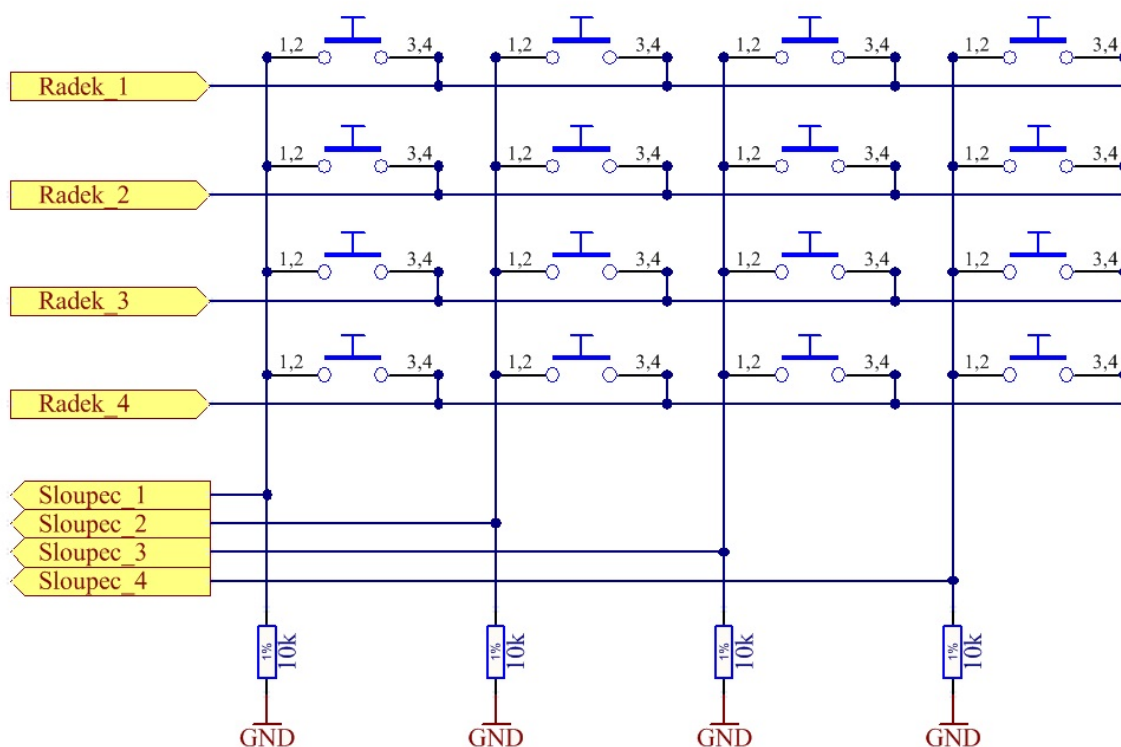 1,2 3,4 1,2 3,4 1,2 3,4 1,2 3,4
Radek_1
1,2 3,4 1,2 3,4 1,2 3,4 1,2 3,4
Radek_2
1,2 3,4 1,2 3,4 1,2 3,4 1,2 3,4
Radek_3
1,2 3,4 1,2 3,4 1,2 3,4 1,2 3,4
Radek_4
Sloupec_1
Sloupec_2
Sloupec_3
Sloupec_4
1% 10k 1% 10k 1% 10k 1% 10k
GND GND GND GND